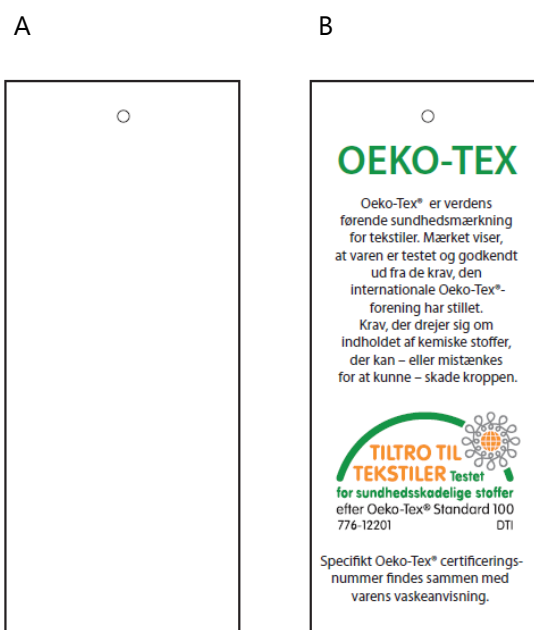 A
B
OEKO-TEX
Oeko-Tex® er verdens
førende sundhedsmærkning
for tekstiler. Mærket viser,
at varen er testet og godkendt
ud fra de krav, den
internationale Oeko-Tex®-
forening har stillet.
Krav, der drejer sig om
indholdet af kemiske stoffer,
der kan – eller mistænkes
for at kunne – skade kroppen.
TILTRO TIL
TEKSTILER Testet
for sundhedsskadelige stoffer
efter Oeko-Tex® Standard 100
776-12201 DTI
Specifikt Oeko-Tex® certificerings-
nummer findes sammen med
varens vaskeanvisning.